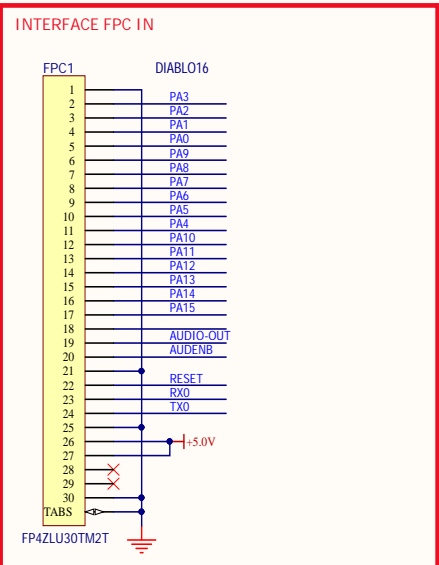 INTERFACE FPC IN
FPC1 DIABLO16
1
2 PA3
3 PA2
4 PA1
5 PA0
6 PA9
7 PA8
8 PA7
9 PA6
10 PA5
11 PA4
12 PA10
13 PA11
14 PA12
15 PA13
16 PA14
17 PA15
18
19 AUDIO-OUT
20 AUDENB
21
22 RESET
23 RX0
24 TX0
25
26 +5.0V
27
28
29
30
TABS
FP4ZLU30TM2T